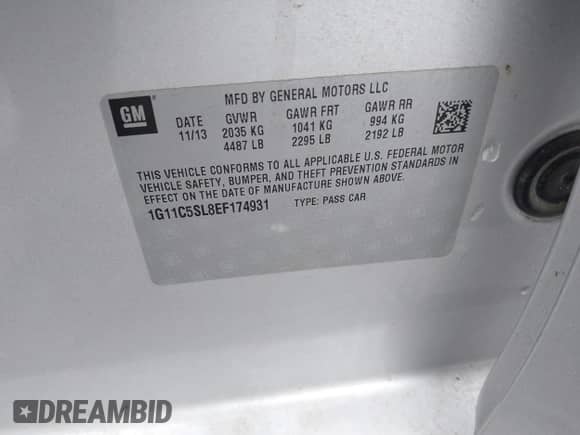 GM
MFD BY GENERAL MOTORS LLC
DATE GVWR GAWR FRT GAWR RR
11/13 2035 KG 1041 KG 994 KG
4487 LB 2295 LB 2192 LB
THIS VEHICLE CONFORMS TO ALL APPLICABLE U.S. FEDERAL MOTOR
VEHICLE SAFETY, BUMPER, AND THEFT PREVENTION STANDARDS IN
EFFECT ON THE DATE OF MANUFACTURE SHOWN ABOVE.
1G11C5SL8EF174931 TYPE: PASS CAR
DREAMBID